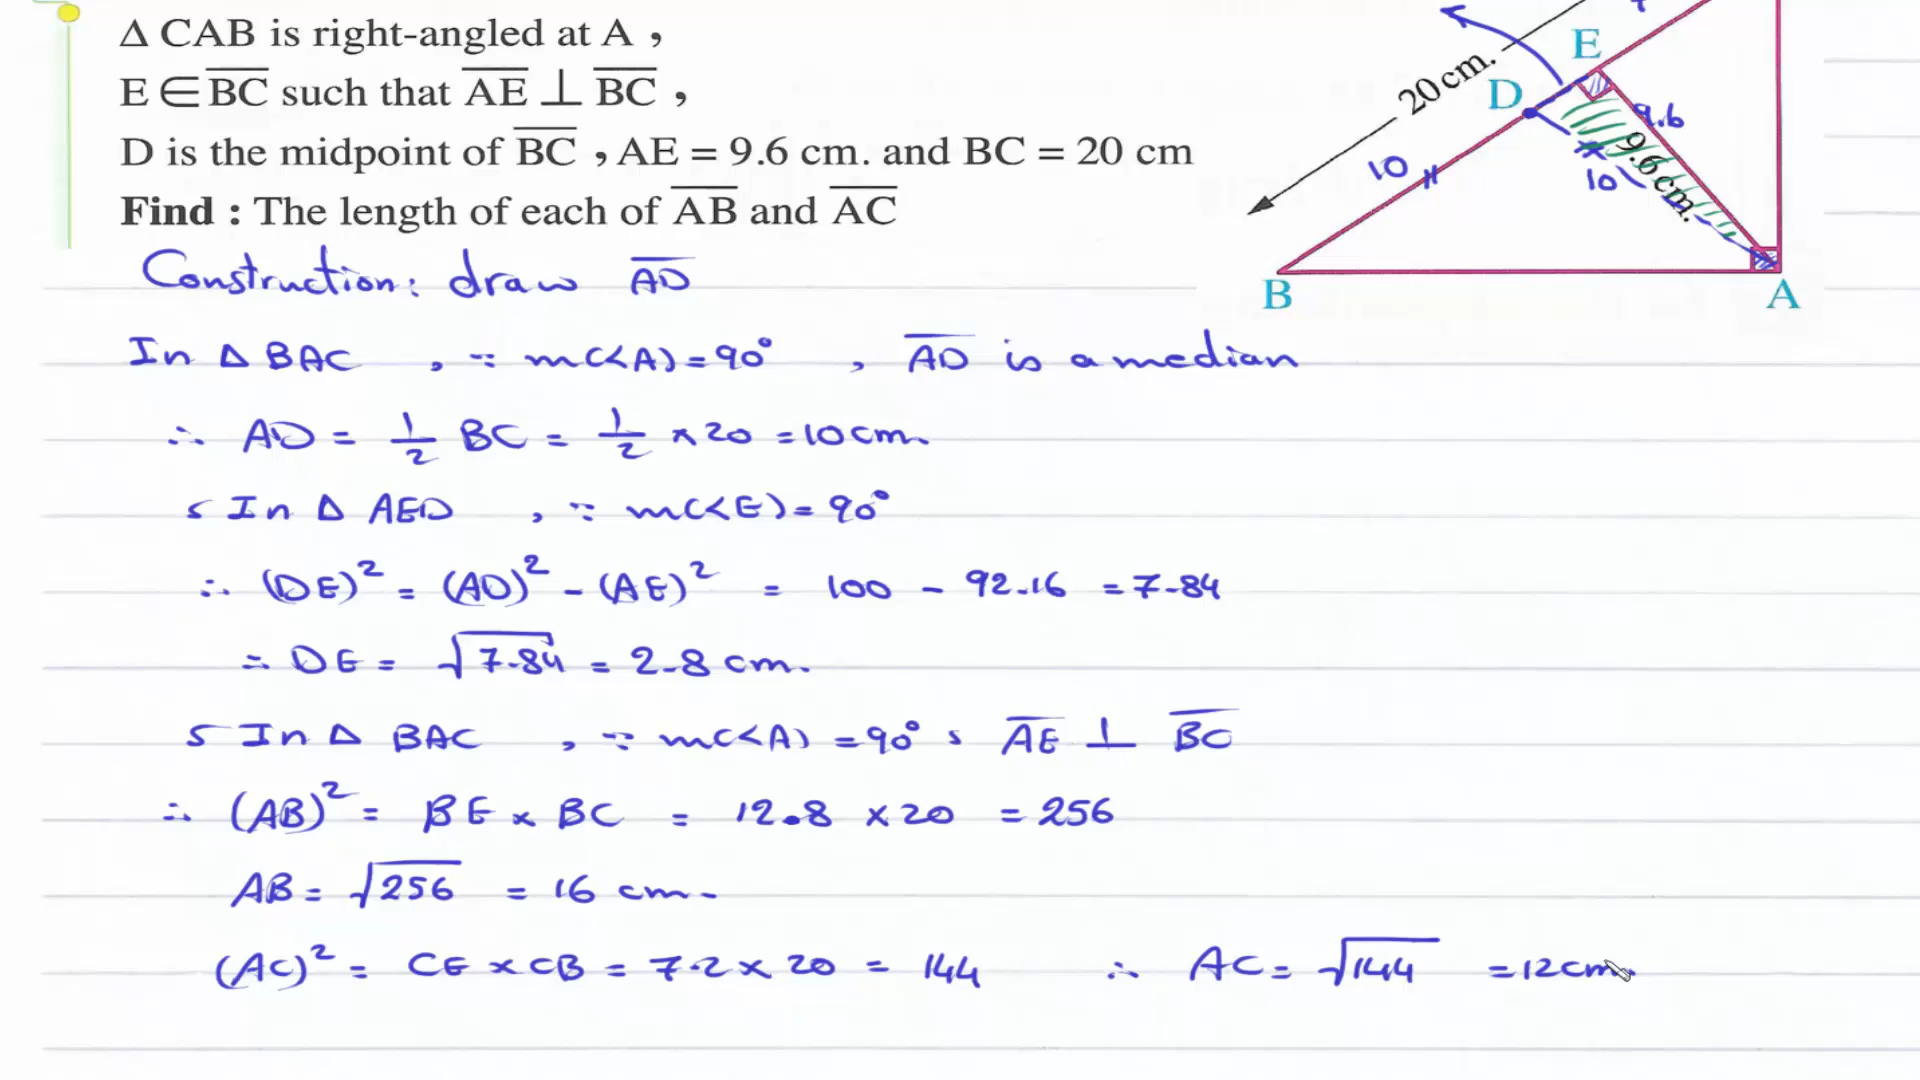 Δ CAB is right-angled at A ,
E ∈ BC such that AE ⊥ BC ,
D is the midpoint of BC , AE = 9.6 cm. and BC = 20 cm
Find : The length of each of AB and AC
20 cm.
E
D
9.6
9.6 cm.
10
10
B
A
Construction: draw AD
In Δ BAC , ∵ m(<A) = 90° , AD is a median
∴ AD = 1/2 BC = 1/2 × 20 = 10 cm.
, In Δ AED , ∵ m(<E) = 90°
∴ (DE)² = (AD)² - (AE)² = 100 - 92.16 = 7.84
∴ DE = √7.84 = 2.8 cm.
, In Δ BAC , ∵ m(<A) = 90° , AE ⊥ BC
∴ (AB)² = BE × BC = 12.8 × 20 = 256
AB = √256 = 16 cm.
(AC)² = CE × CB = 7.2 × 20 = 144 ∴ AC = √144 = 12 cm.